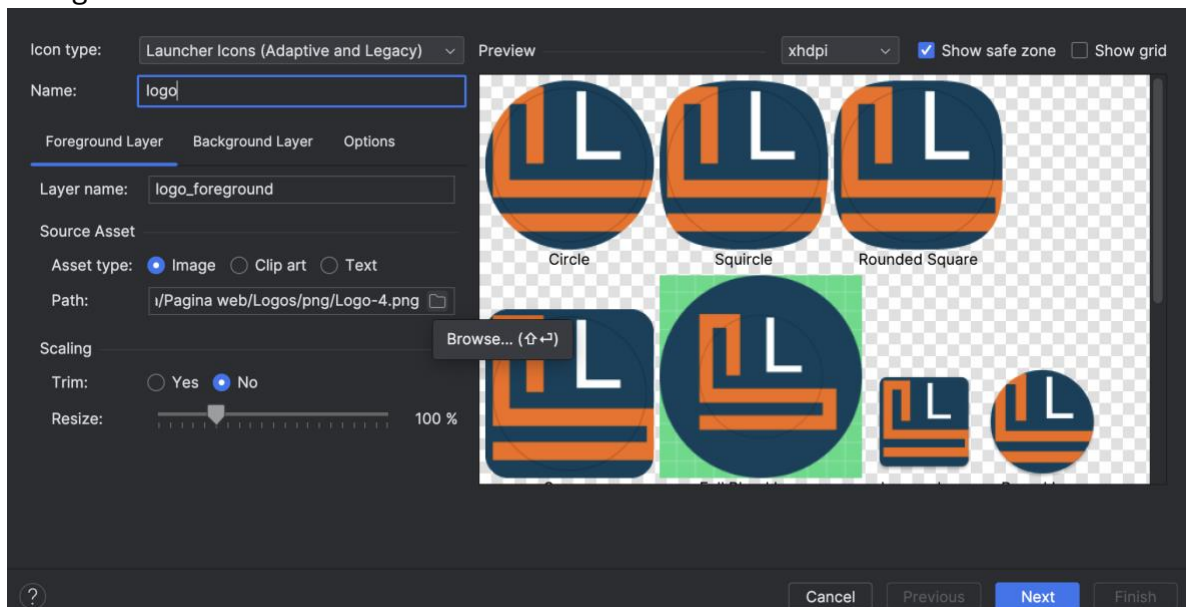 Icon type: Launcher Icons (Adaptive and Legacy) Preview xhdpi Show safe zone Show grid
Name: logo
Foreground Layer Background Layer Options
Layer name: logo_foreground
Source Asset
Circle Squircle Rounded Square
Asset type: Image Clip art Text
Path: /Pagina web/Logos/png/Logo-4.png
Browse... (⇧⏎)
Scaling
Trim: Yes No
Resize: 100 %
? Cancel Previous Next Finish